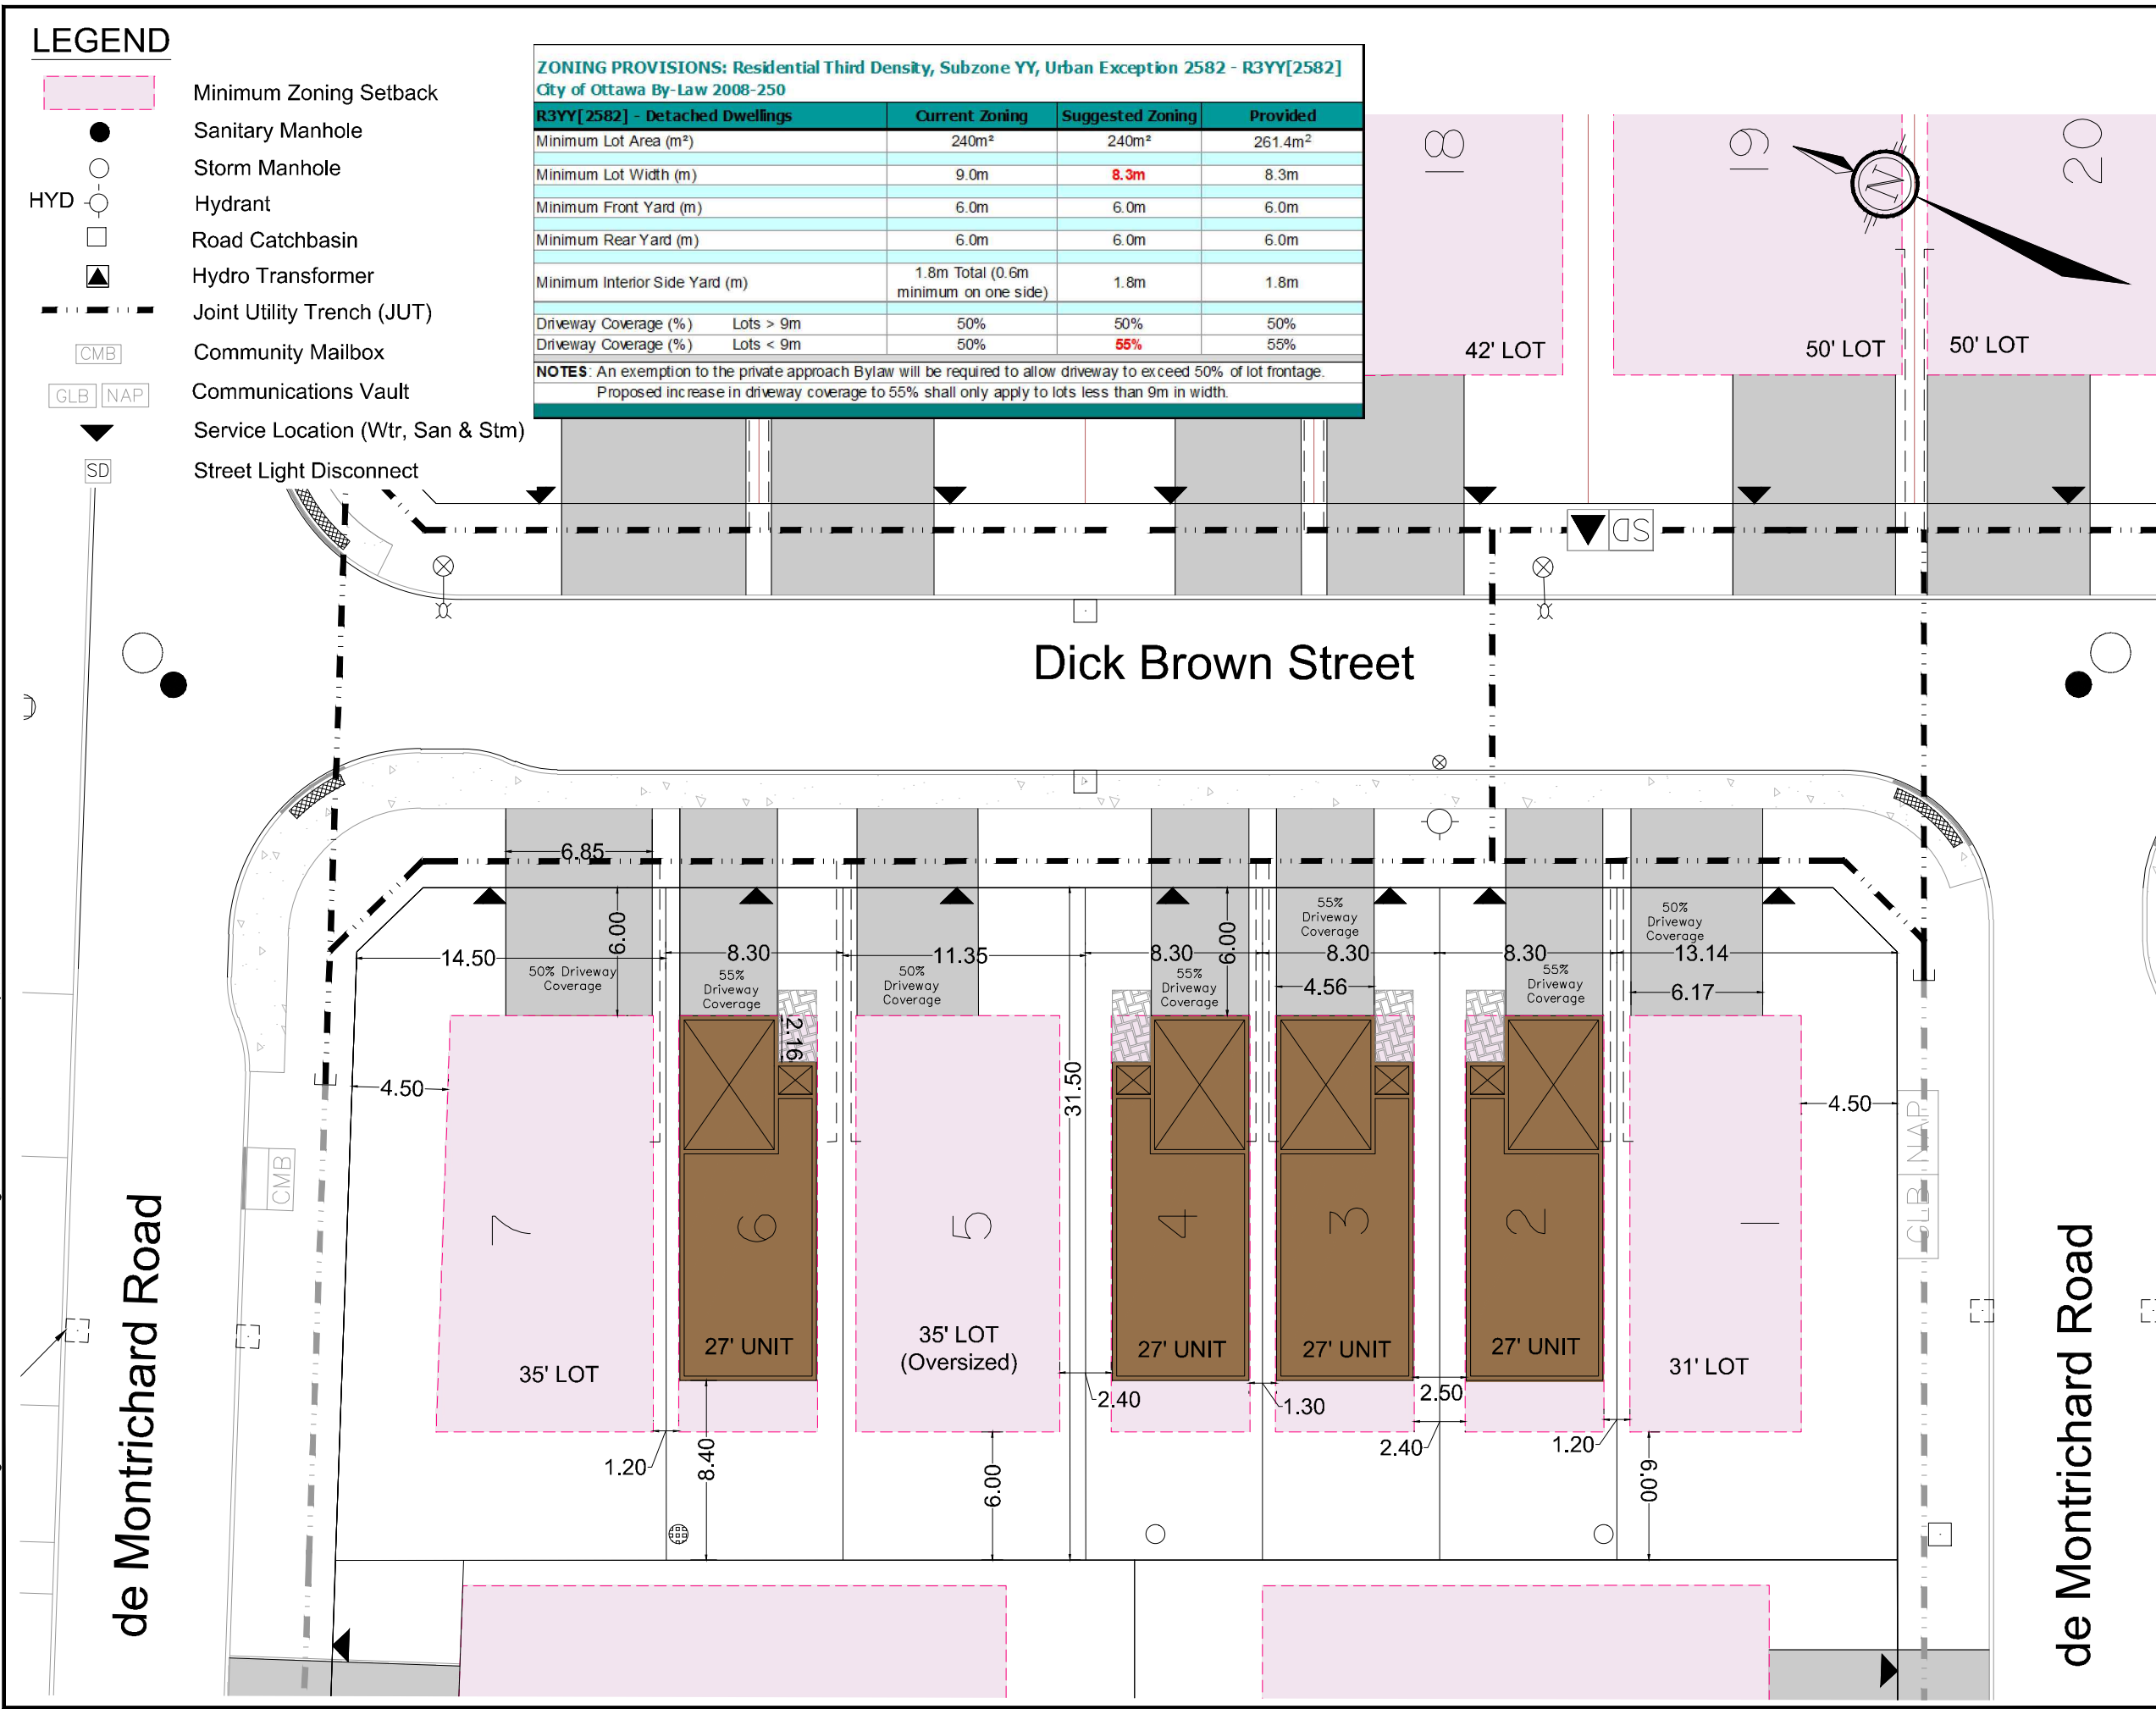 LEGEND
Minimum Zoning Setback
Sanitary Manhole
Storm Manhole
HYD Hydrant
Road Catchbasin
Hydro Transformer
Joint Utility Trench (JUT)
CMB Community Mailbox
GLB NAP Communications Vault
Service Location (Wtr, San & Stm)
SD Street Light Disconnect
ZONING PROVISIONS: Residential Third Density, Subzone YY, Urban Exception 2582 - R3YY[2582]
City of Ottawa By-Law 2008-250
R3YY[2582] - Detached Dwellings Current Zoning Suggested Zoning Provided
Minimum Lot Area (m²) 240m² 240m² 261.4m²
Minimum Lot Width (m) 9.0m 8.3m 8.3m
Minimum Front Yard (m) 6.0m 6.0m 6.0m
Minimum Rear Yard (m) 6.0m 6.0m 6.0m
Minimum Interior Side Yard (m) 1.8m Total (0.6m minimum on one side) 1.8m 1.8m
Driveway Coverage (%) Lots > 9m 50% 50% 50%
Driveway Coverage (%) Lots < 9m 50% 55% 55%
NOTES: An exemption to the private approach Bylaw will be required to allow driveway to exceed 50% of lot frontage.
Proposed increase in driveway coverage to 55% shall only apply to lots less than 9m in width.
18
19
20
N
42' LOT
50' LOT
50' LOT
SD
Dick Brown Street
6.85
6.00
6.00
55%
Driveway
Coverage
50%
Driveway
Coverage
14.50
8.30
11.35
8.30
8.30
8.30
13.14
50% Driveway
Coverage
55%
Driveway
Coverage
50%
Driveway
Coverage
55%
Driveway
Coverage
4.56
55%
Driveway
Coverage
6.17
2.16
4.50
31.50
4.50
CMB
GLB NAP
7
6
5
4
3
2
1
35' LOT
27' UNIT
35' LOT
(Oversized)
27' UNIT
27' UNIT
27' UNIT
31' LOT
2.40
1.30
2.50
2.40
1.20
1.20
8.40
6.00
6.00
de Montrichard Road
de Montrichard Road